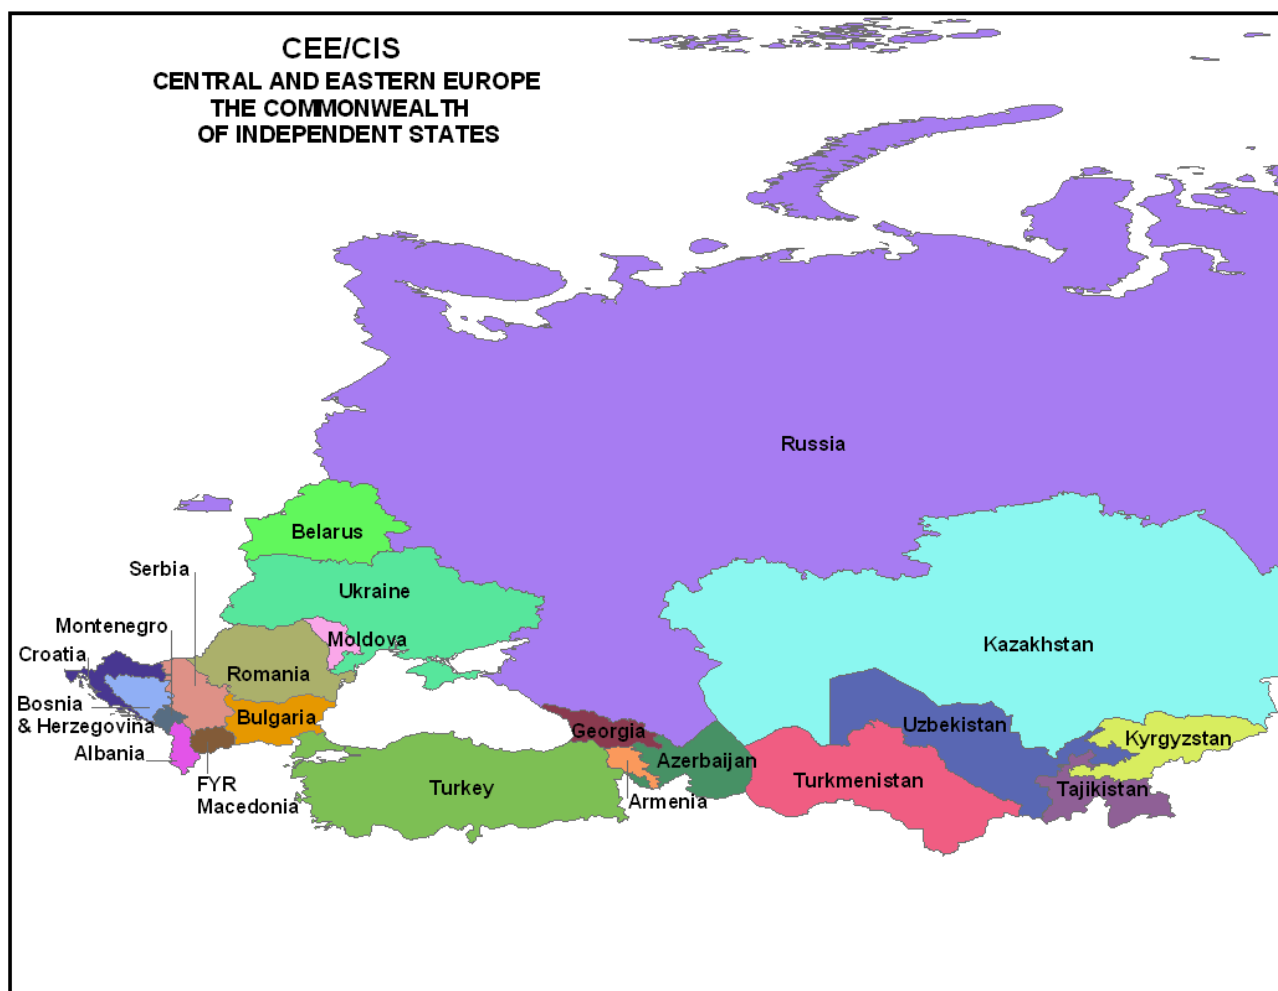 CEE/CIS
CENTRAL AND EASTERN EUROPE
THE COMMONWEALTH
OF INDEPENDENT STATES
Russia
Belarus
Serbia
Ukraine
Montenegro
Moldova
Croatia
Romania
Kazakhstan
Bosnia
& Herzegovina
Bulgaria
Georgia
Uzbekistan
Kyrgyzstan
Albania
Azerbaijan
FYR
Macedonia
Turkey
Armenia
Turkmenistan
Tajikistan